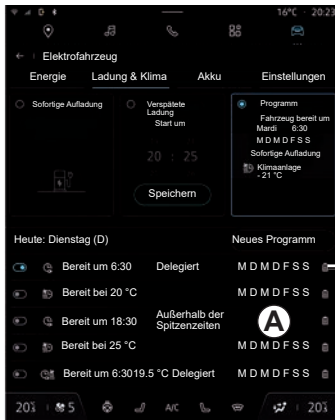 16°C · 20:23
Elektrofahrzeug
Energie Ladung & Klima Akku Einstellungen
Sofortige Aufladung
Verspätete
Ladung
Start um
20 : 25
Speichern
Programm
Fahrzeug bereit um
Mardi 6:30
M D M D F S S
Sofortige Aufladung
Klimaanlage
- 21 °C
Heute: Dienstag (D) Neues Programm
Bereit um 6:30 Delegiert M D M D F S S
Bereit bei 20 °C M D M D F S S
Bereit um 18:30 Außerhalb der
Spitzenzeiten
A
Bereit bei 25 °C M D M D F S S
Bereit um 6:3019.5 °C Delegiert M D M D F S S
20 5 A/C 20